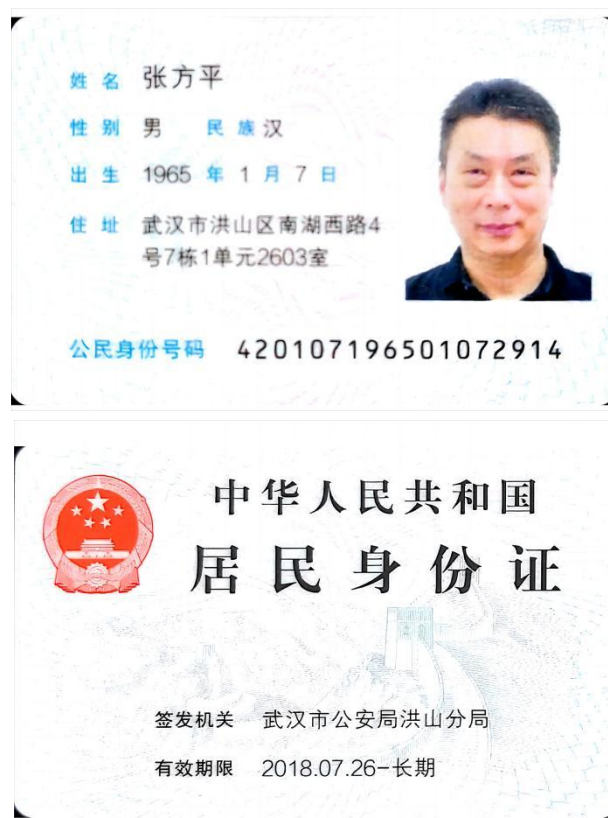 姓名 张方平
性别 男 民族 汉
出生 1965 年 1 月 7 日
住址 武汉市洪山区南湖西路4
号7栋1单元2603室
公民身份号码 420107196501072914
中华人民共和国
居民身份证
签发机关 武汉市公安局洪山分局
有效期限 2018.07.26-长期